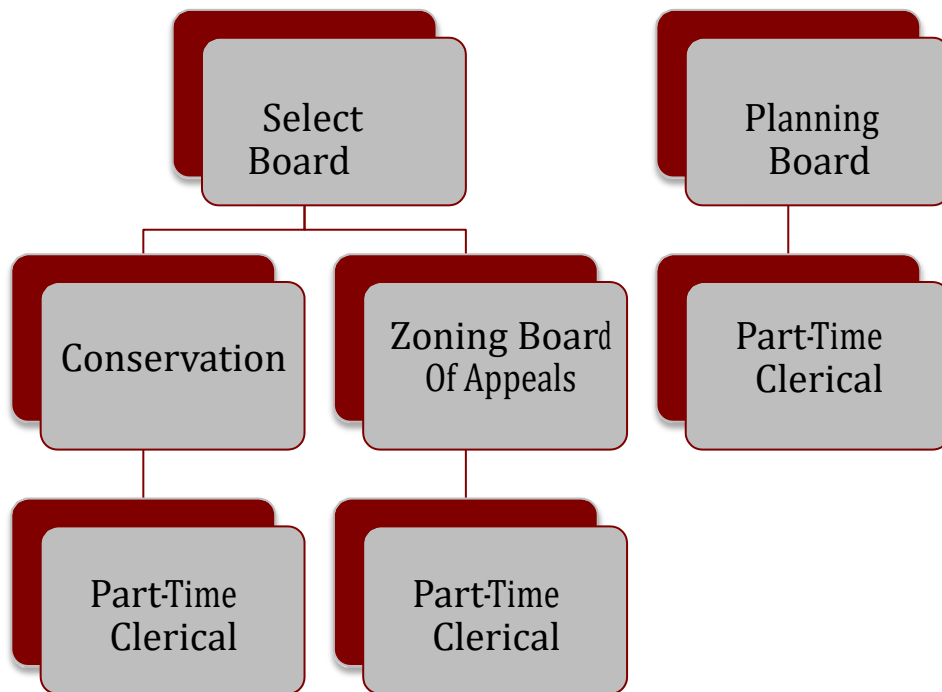 Select
Board
Planning
Board
Conservation
Zoning Board
Of Appeals
Part-Time
Clerical
Part-Time
Clerical
Part-Time
Clerical